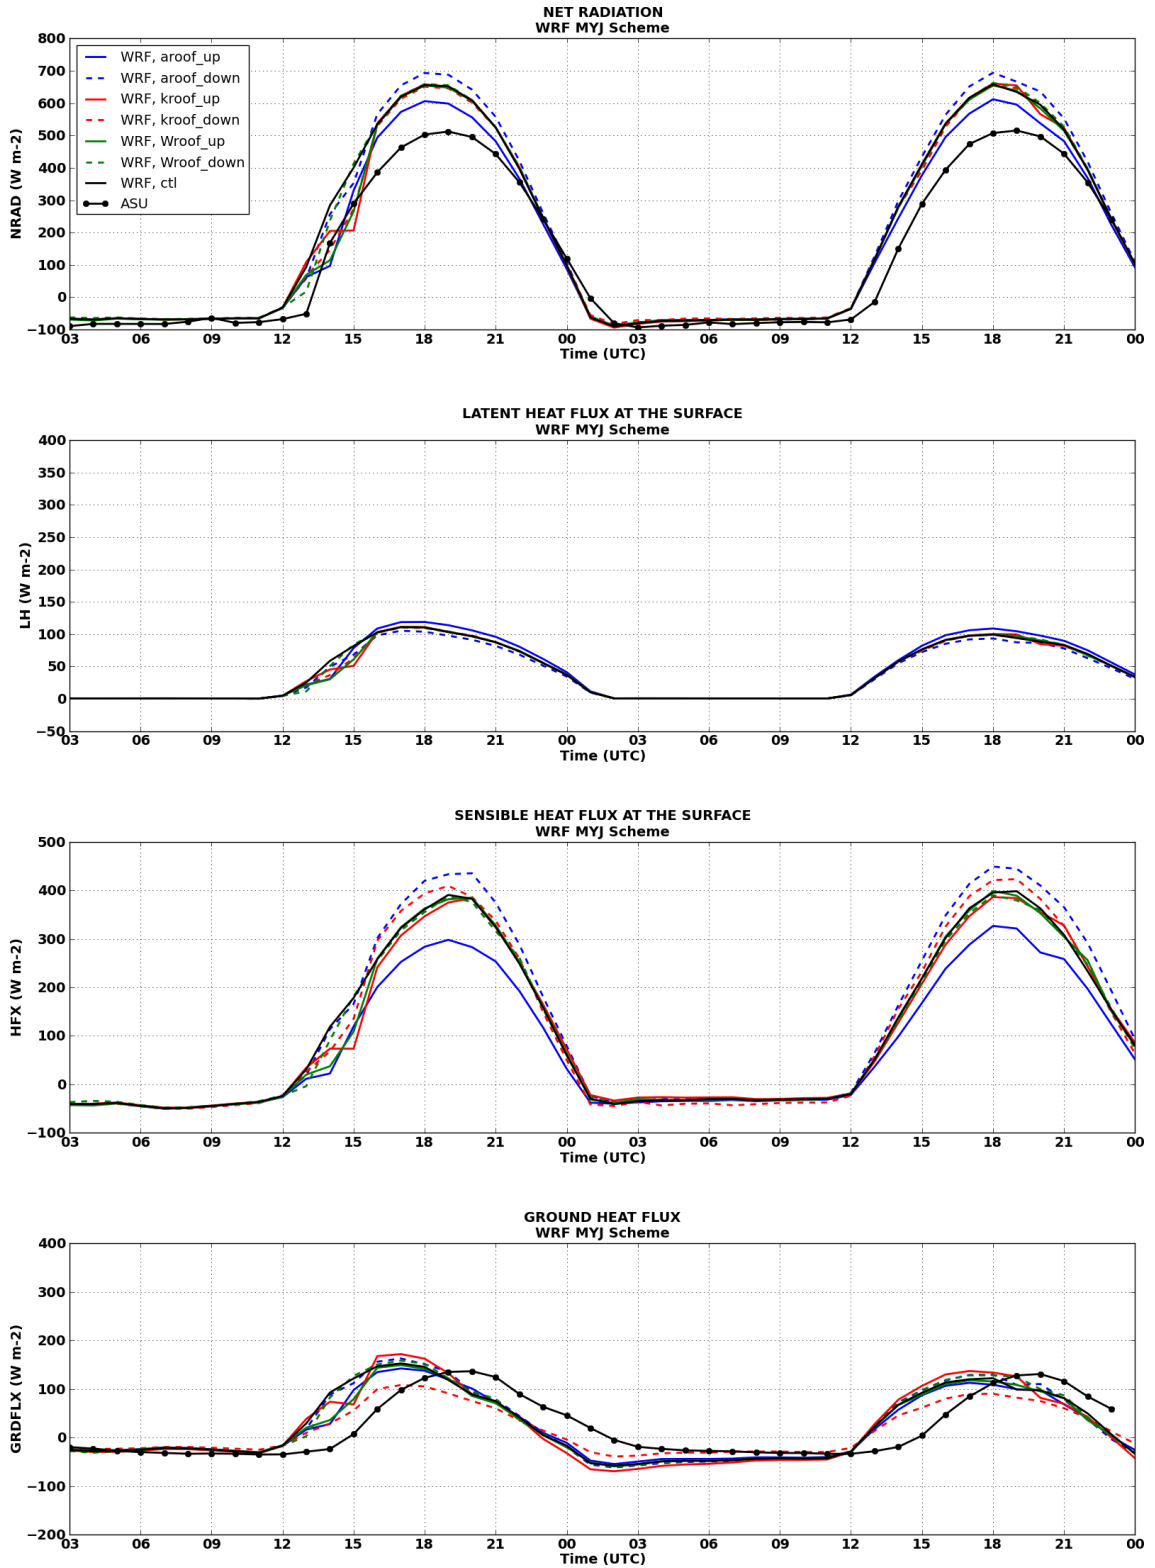 NET RADIATION
WRF MYJ Scheme
800
700
600
500
400
300
200
100
0
−100
NRAD (W m-2)
WRF, aroof_up
WRF, aroof_down
WRF, kroof_up
WRF, kroof_down
WRF, Wroof_up
WRF, Wroof_down
WRF, ctl
ASU
03 06 09 12 15 18 21 00 03 06 09 12 15 18 21 00
Time (UTC)
LATENT HEAT FLUX AT THE SURFACE
WRF MYJ Scheme
400
350
300
250
200
150
100
50
0
−50
LH (W m-2)
03 06 09 12 15 18 21 00 03 06 09 12 15 18 21 00
Time (UTC)
SENSIBLE HEAT FLUX AT THE SURFACE
WRF MYJ Scheme
500
400
300
200
100
0
−100
HFX (W m-2)
03 06 09 12 15 18 21 00 03 06 09 12 15 18 21 00
Time (UTC)
GROUND HEAT FLUX
WRF MYJ Scheme
400
300
200
100
0
−100
−200
GRDFLX (W m-2)
03 06 09 12 15 18 21 00 03 06 09 12 15 18 21 00
Time (UTC)